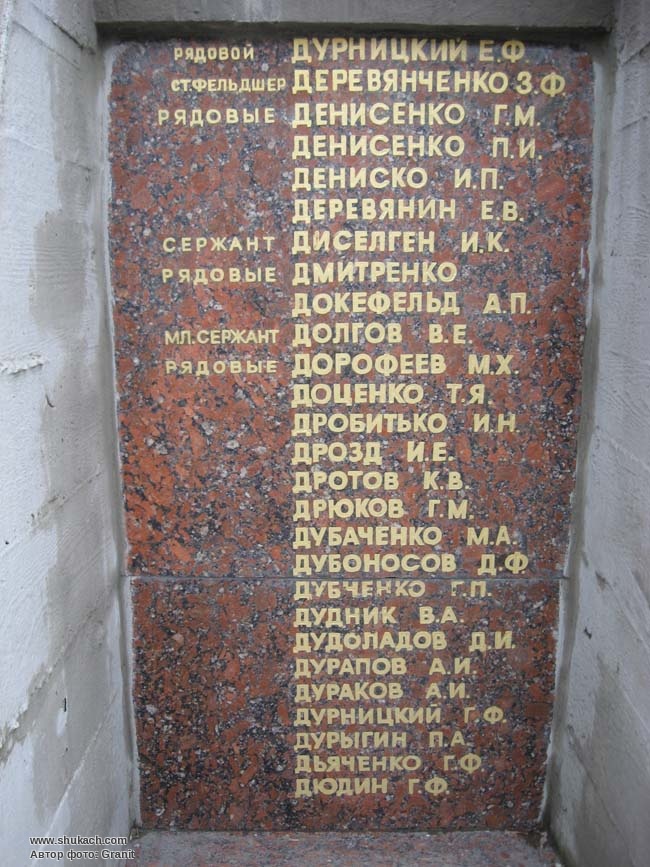 РЯДОВОЙ ДУРНИЦКИЙ Е.Ф.
СТ.ФЕЛЬДШЕР ДЕРЕВЯНЧЕНКО З.Ф
РЯДОВЫЕ ДЕНИСЕНКО Г.М.
ДЕНИСЕНКО П.И.
ДЕНИСКО И.П.
ДЕРЕВЯНИН Е.В.
СЕРЖАНТ ДИСЕЛГЕН И.К.
РЯДОВЫЕ ДМИТРЕНКО
ДОКЕФЕЛЬД А.П.
МЛ.СЕРЖАНТ ДОЛГОВ В.Е.
РЯДОВЫЕ ДОРОФЕЕВ М.Х.
ДОЦЕНКО Т.Я.
ДРОБИТЬКО И.Н.
ДРОЗД И.Е.
ДРОТОВ К.В.
ДРЮКОВ Г.М.
ДУБАЧЕНКО М.А.
ДУБОНОСОВ Д.Ф
ДУБЧЕНКО Г.П.
ДУДНИК В.А.
ДУДОЛАДОВ Д.И.
ДУРАПОВ А.И.
ДУРАКОВ А.И.
ДУРНИЦКИЙ Г.Ф.
ДУРЫГИН П.А.
ДЬЯЧЕНКО Г.Ф
ДЮДИН Г.Ф.
www.shukach.com
Автор фото: Granit